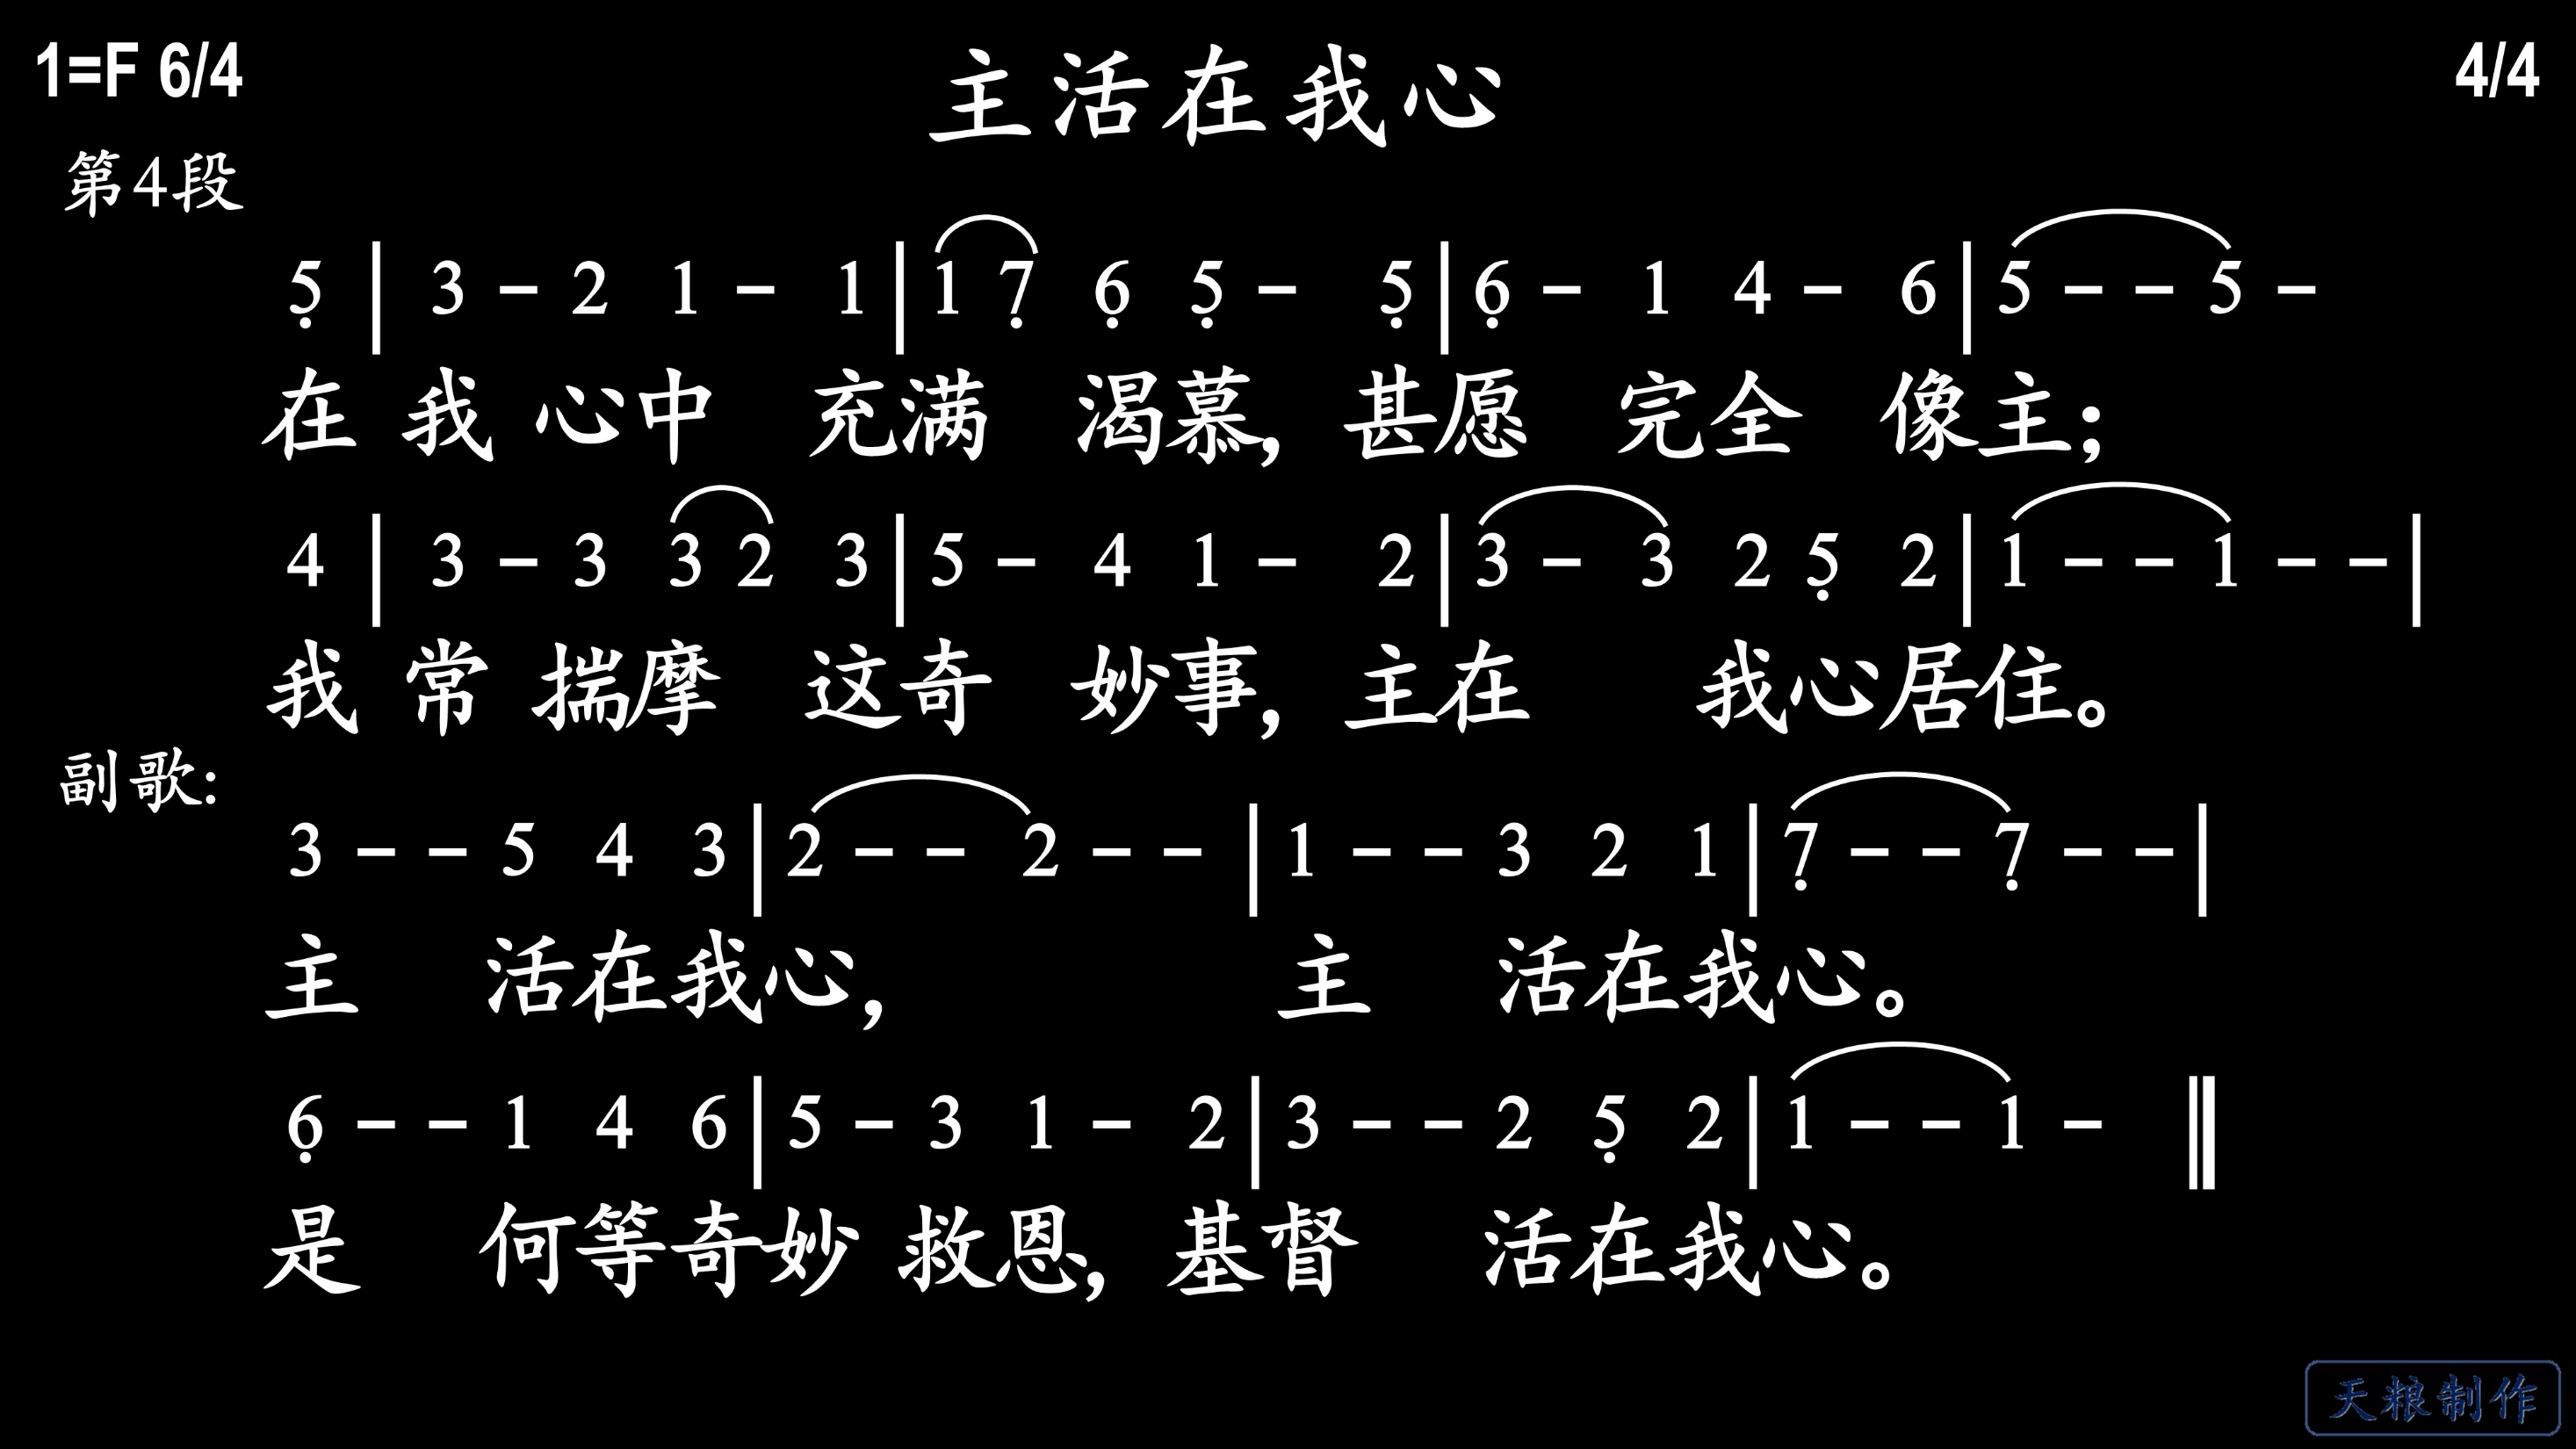 1=F 6/4 主活在我心 4/4
第4段
5̣ | 3 – 2 1 – 1 | 1 7̣ 6̣ 5̣ – 5̣ | 6̣ – 1 4 – 6 | 5 – – 5 –
在我心中 充满 渴慕, 甚愿 完全 像主;
4 | 3 – 3 3 2 3 | 5 – 4 1 – 2 | 3 – 3 2 5̣ 2 | 1 – – 1 – – |
我常揣摩 这奇 妙事, 主在 我心居住。
副歌:
3 – – 5 4 3 | 2 – – 2 – – | 1 – – 3 2 1 | 7̣ – – 7̣ – – |
主 活在我心, 主 活在我心。
6̣ – – 1 4 6 | 5 – 3 1 – 2 | 3 – – 2 5̣ 2 | 1 – – 1 – ‖
是 何等奇妙 救恩, 基督 活在我心。
天粮制作